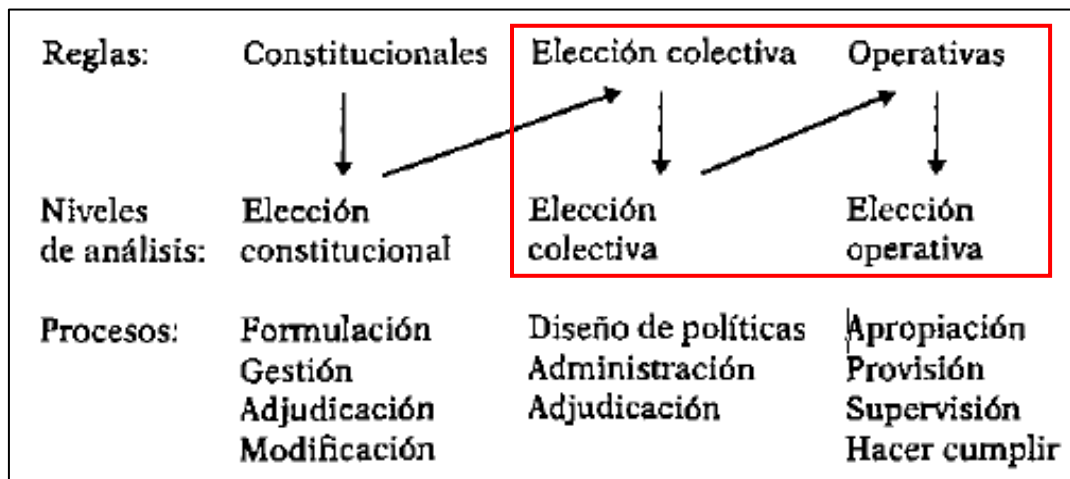 Reglas: Constitucionales Elección colectiva Operativas
Niveles Elección Elección Elección
de análisis: constitucional colectiva operativa
Procesos: Formulación Diseño de políticas Apropiación
Gestión Administración Provisión
Adjudicación Adjudicación Supervisión
Modificación Hacer cumplir